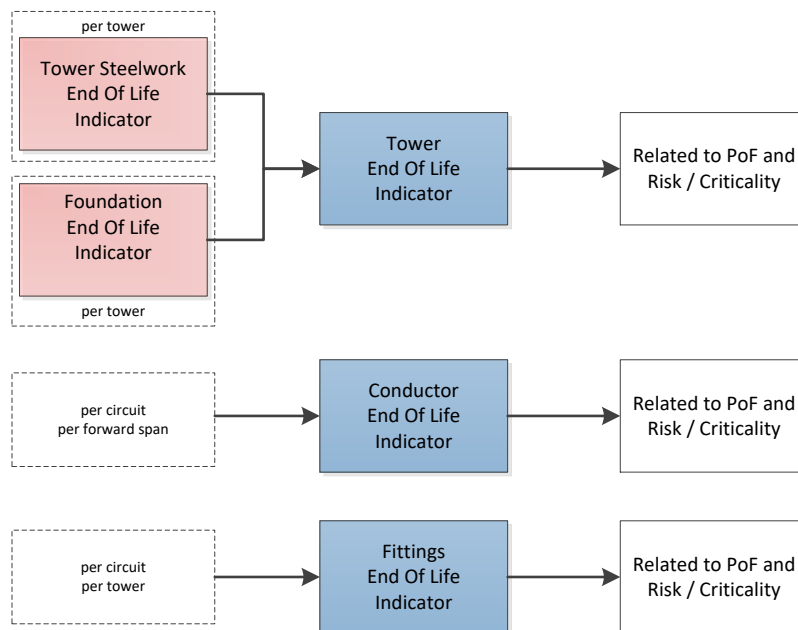 per tower
Tower Steelwork
End Of Life
Indicator
Foundation
End Of Life
Indicator
per tower
Tower
End Of Life
Indicator
Related to PoF and
Risk / Criticality
per circuit
per forward span
Conductor
End Of Life
Indicator
Related to PoF and
Risk / Criticality
per circuit
per tower
Fittings
End Of Life
Indicator
Related to PoF and
Risk / Criticality